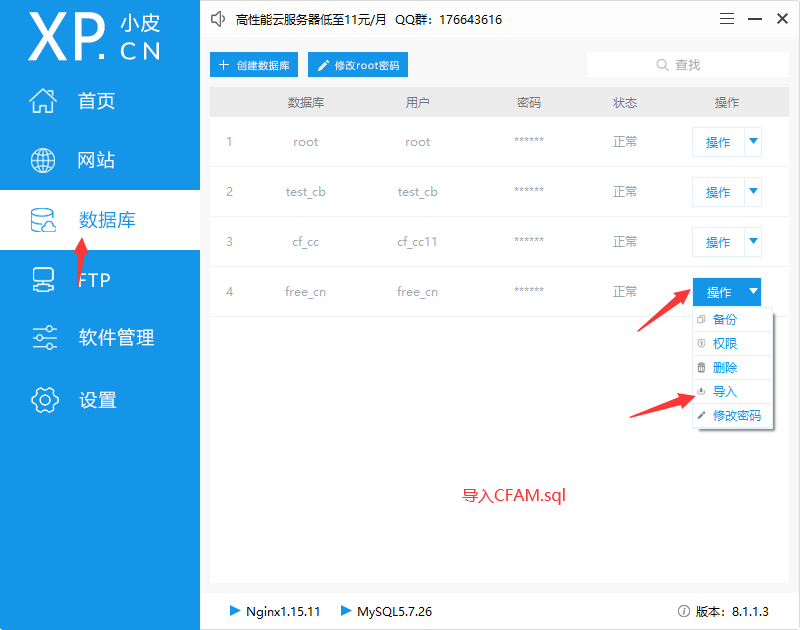 XP.CN 小皮
高性能云服务器低至11元/月 QQ群：176643616
首页
网站
数据库
FTP
软件管理
设置
创建数据库 修改root密码 查找
数据库 用户 密码 状态 操作
1 root root ****** 正常 操作
2 test_cb test_cb ****** 正常 操作
3 cf_cc cf_cc11 ****** 正常 操作
4 free_cn free_cn ****** 正常 操作
备份
权限
删除
导入
修改密码
导入CFAM.sql
Nginx1.15.11 MySQL5.7.26 版本：8.1.1.3